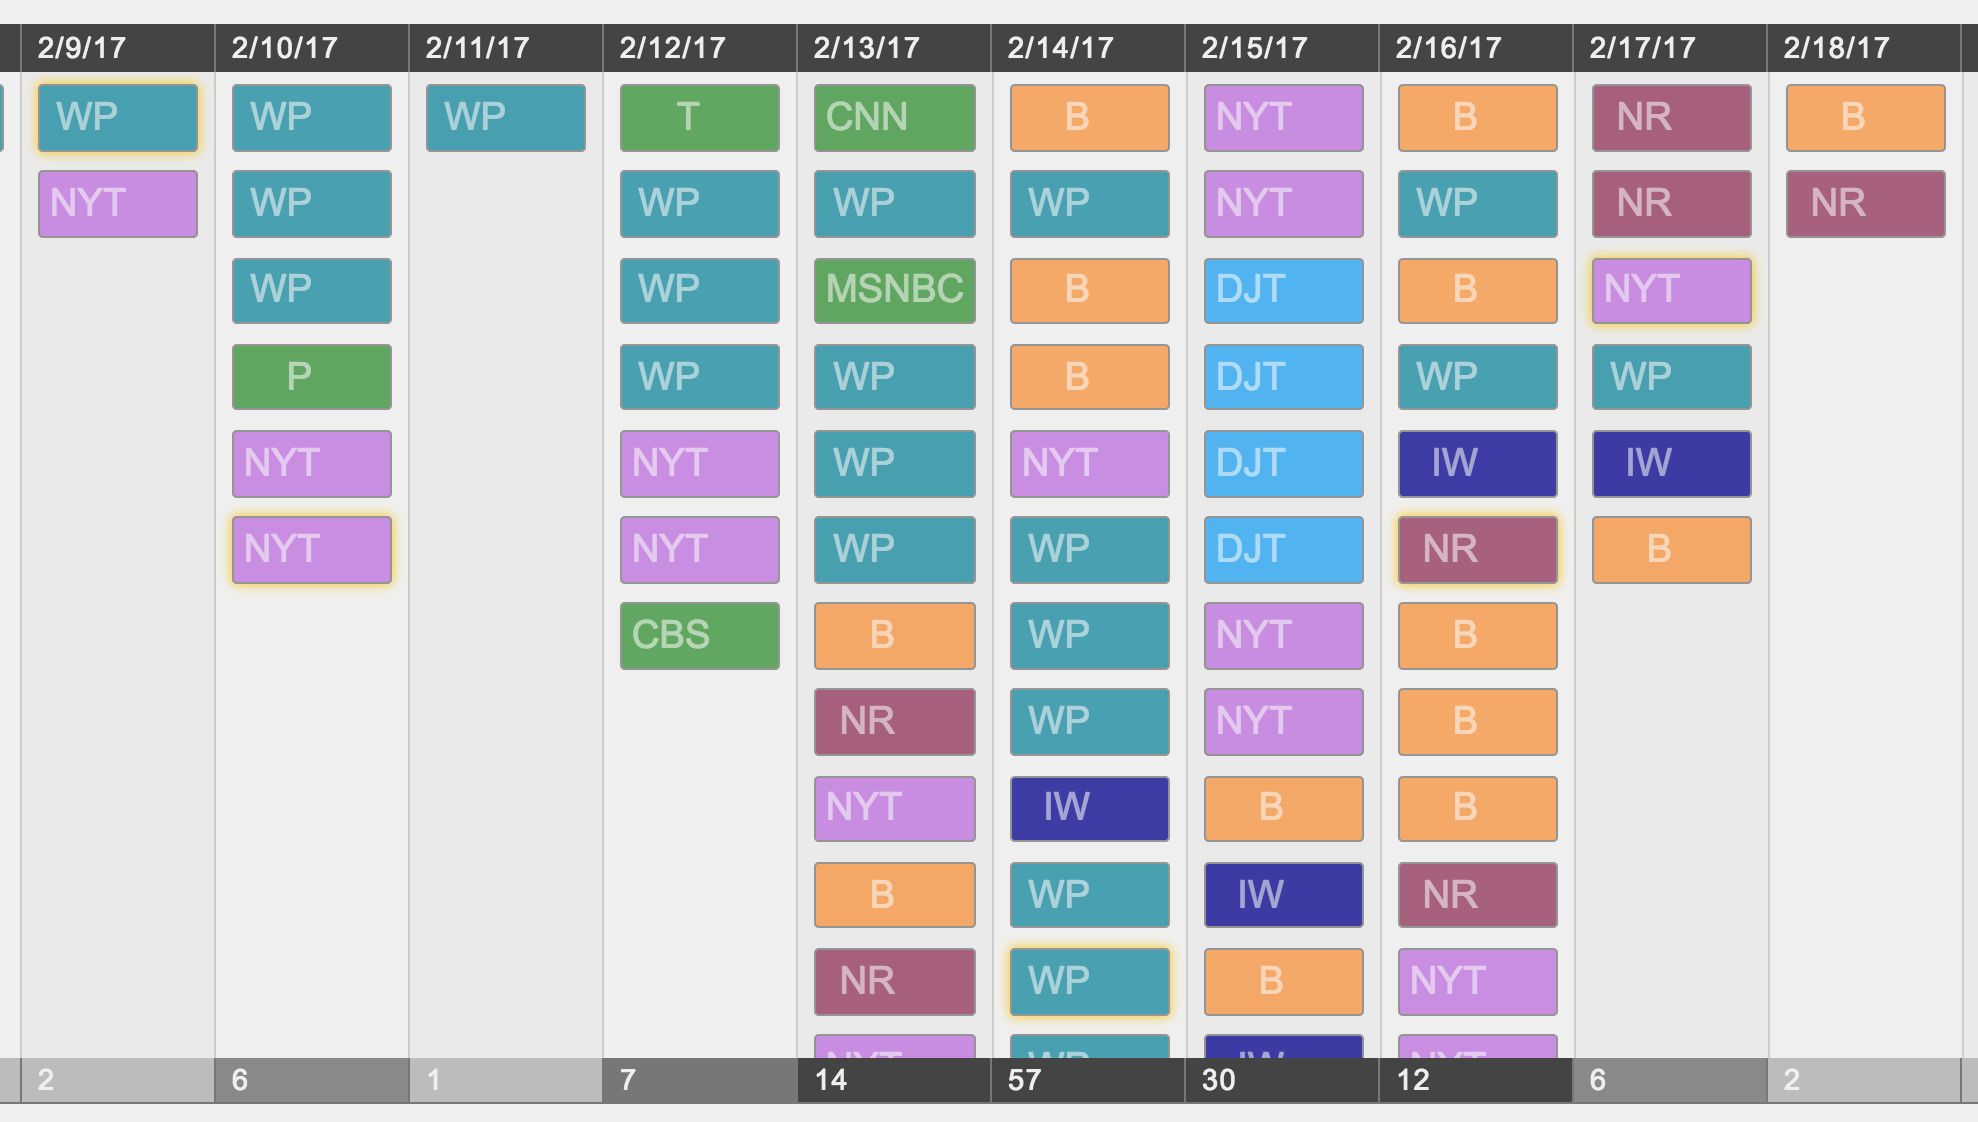 2/9/17 2/10/17 2/11/17 2/12/17 2/13/17 2/14/17 2/15/17 2/16/17 2/17/17 2/18/17
WP WP WP T CNN B NYT B NR B
NYT WP WP WP WP NYT WP NR NR
WP WP MSNBC B DJT B NYT
P WP WP B DJT WP WP
NYT NYT WP NYT DJT IW IW
NYT NYT WP WP DJT NR B
CBS B WP NYT B
NR WP NYT B
NYT IW B B
B WP IW NR
NR WP B NYT
NYT WP IW NYT
2 6 1 7 14 57 30 12 6 2